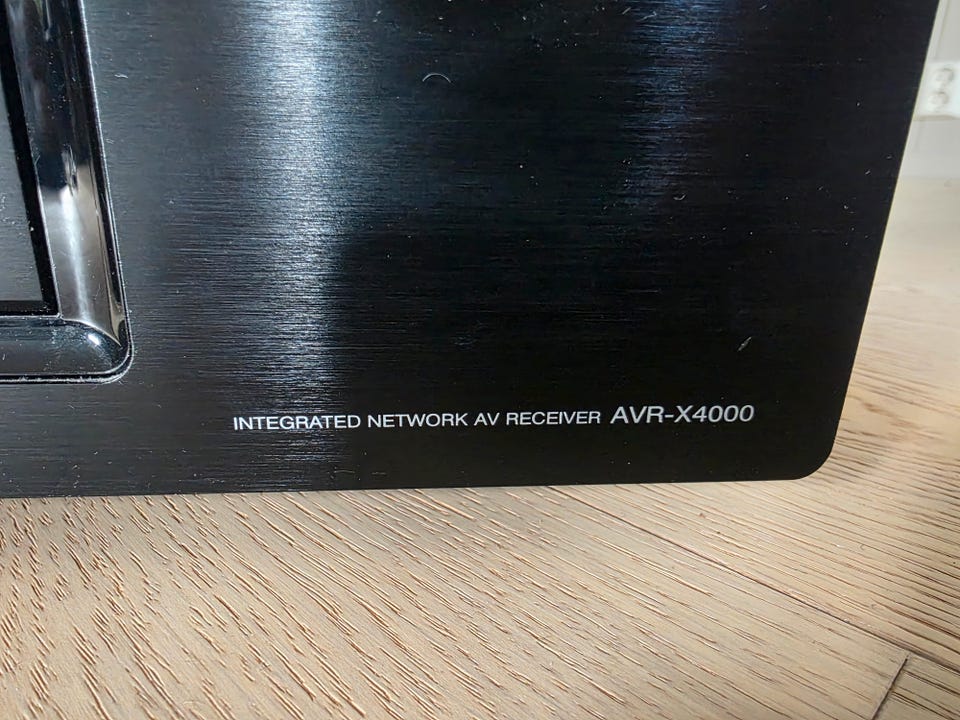 INTEGRATED NETWORK AV RECEIVER AVR-X4000